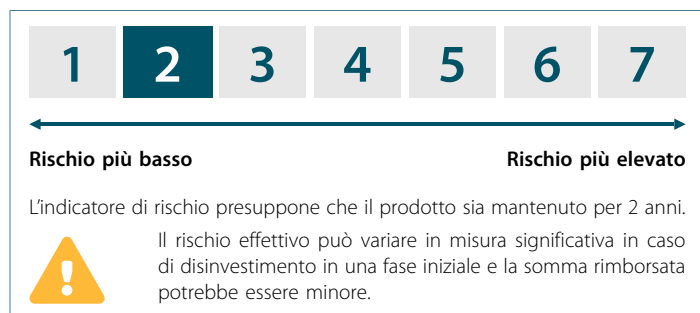 1 2 3 4 5 6 7
Rischio più basso Rischio più elevato
L'indicatore di rischio presuppone che il prodotto sia mantenuto per 2 anni.
Il rischio effettivo può variare in misura significativa in caso
di disinvestimento in una fase iniziale e la somma rimborsata
potrebbe essere minore.